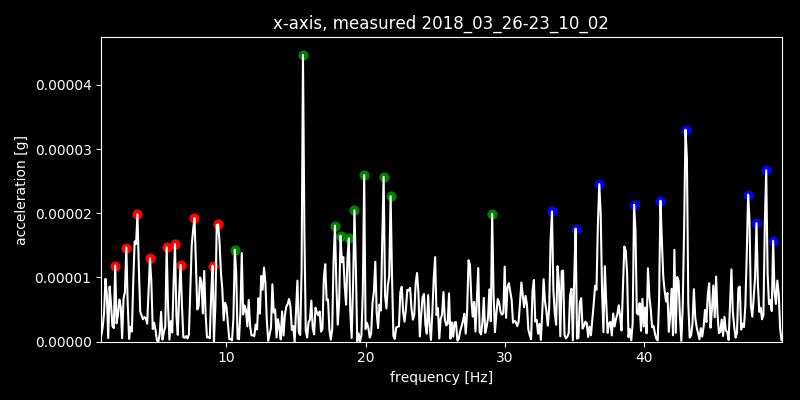 x-axis, measured 2018_03_26-23_10_02
acceleration [g]
0.00004
0.00003
0.00002
0.00001
0.00000
10 20 30 40
frequency [Hz]